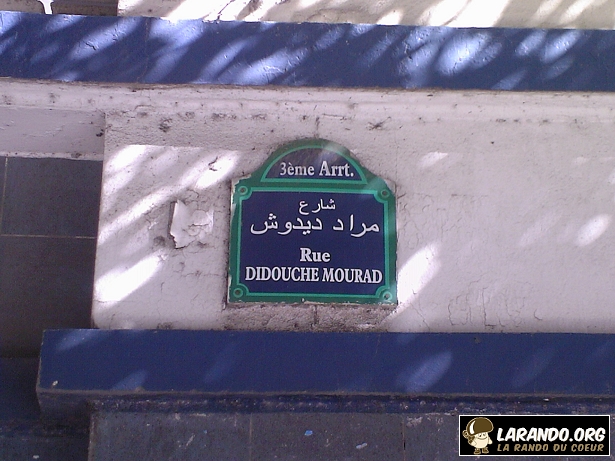 3ème Arrt.
شارع
مراد ديدوش
Rue
DIDOUCHE MOURAD
LARANDO.ORG
LA RANDO DU COEUR